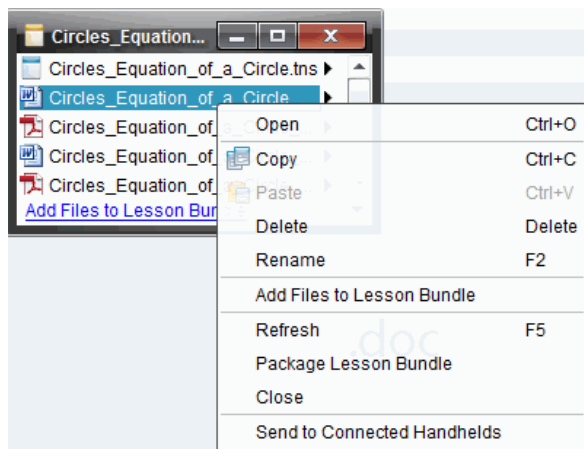 Circles_Equation...
Circles_Equation_of_a_Circle.tns
Circles_Equation_of_a_Circle...
Circles_Equation_of
Circles_Equation_of
Circles_Equation_of
Add Files to Lesson Bun
Open Ctrl+O
Copy Ctrl+C
Paste Ctrl+V
Delete Delete
Rename F2
Add Files to Lesson Bundle
Refresh F5
.doc
Package Lesson Bundle
Close
Send to Connected Handhelds